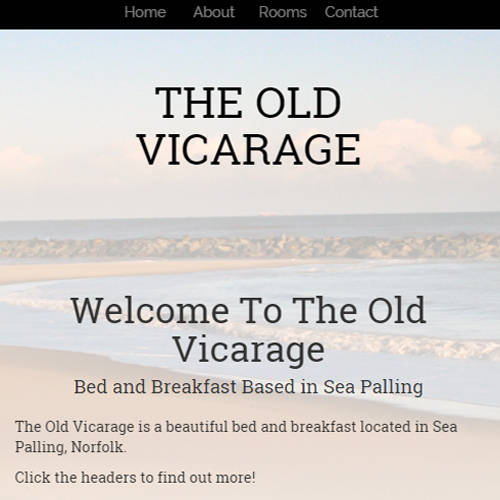 Home About Rooms Contact
THE OLD
VICARAGE
Welcome To The Old
Vicarage
Bed and Breakfast Based in Sea Palling
The Old Vicarage is a beautiful bed and breakfast located in Sea
Palling, Norfolk.
Click the headers to find out more!